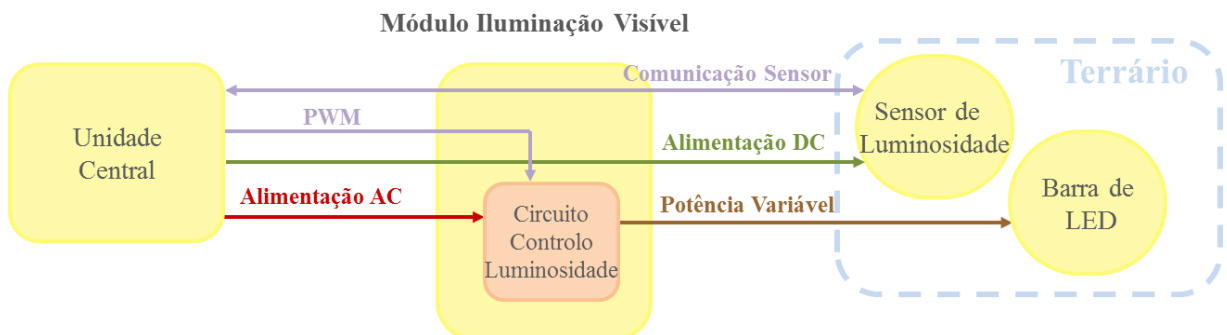 Módulo Iluminação Visível
Terrário
Comunicação Sensor
Unidade
Central
PWM
Sensor de
Luminosidade
Alimentação DC
Alimentação AC
Circuito
Controlo
Luminosidade
Potência Variável
Barra de
LED